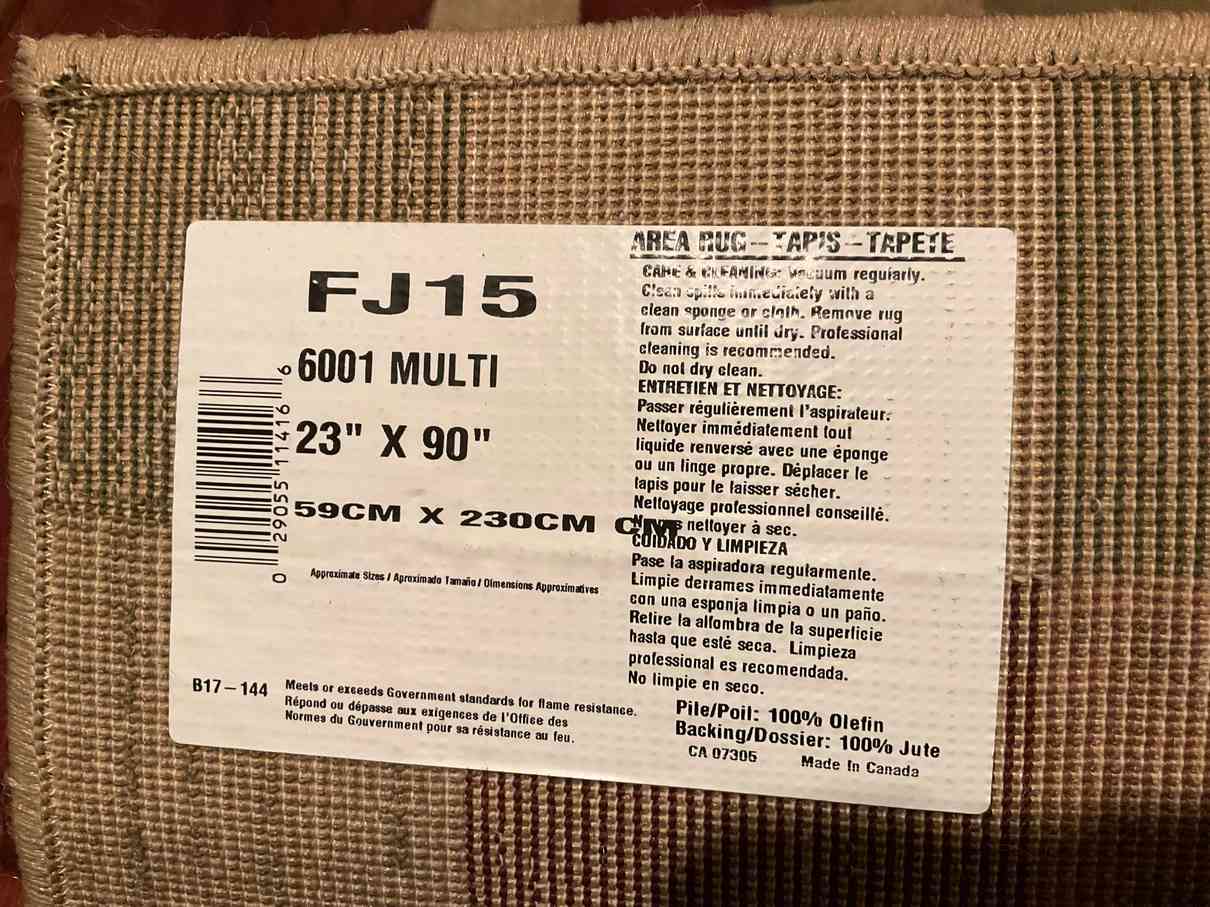 FJ15
6001 MULTI
23" X 90"
59CM X 230CM CM
0 29055 11416 6
Approximate Sizes / Aproximado Tamaño / Dimensions Approximatives
B17-144
Meets or exceeds Government standards for flame resistance.
Répond ou dépasse aux exigences de l'Office des
Normes du Gouvernment pour sa résistance au feu.
AREA RUG - TAPIS - TAPETE
CARE & CLEANING: Vacuum regularly.
Clean spills immediately with a
clean sponge or cloth. Remove rug
from surface until dry. Professional
cleaning is recommended.
Do not dry clean.
ENTRETIEN ET NETTOYAGE:
Passer régulièrement l'aspirateur.
Nettoyer immédiatement tout
liquide renversé avec une éponge
ou un linge propre. Déplacer le
tapis pour le laisser sécher.
Nettoyage professionnel conseillé.
nettoyer à sec.
CUIDADO Y LIMPIEZA
Pase la aspiradora regularmente.
Limpie derrames immediatamente
con una esponja limpia o un paño.
Retire la alfombra de la superficie
hasta que esté seca. Limpieza
professional es recomendada.
No limpie en seco.
Pile/Poil: 100% Olefin
Backing/Dossier: 100% Jute
CA 07305 Made In Canada